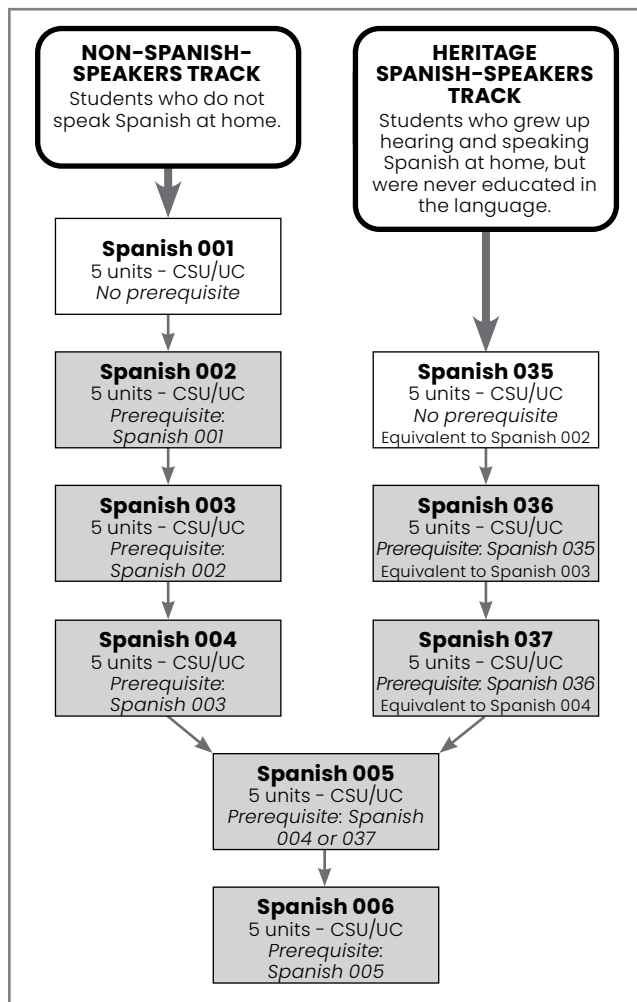 NON-SPANISH-
SPEAKERS TRACK
Students who do not
speak Spanish at home.
HERITAGE
SPANISH-SPEAKERS
TRACK
Students who grew up
hearing and speaking
Spanish at home, but
were never educated in
the language.
Spanish 001
5 units - CSU/UC
No prerequisite
Spanish 002
5 units - CSU/UC
Prerequisite:
Spanish 001
Spanish 035
5 units - CSU/UC
No prerequisite
Equivalent to Spanish 002
Spanish 003
5 units - CSU/UC
Prerequisite:
Spanish 002
Spanish 036
5 units - CSU/UC
Prerequisite: Spanish 035
Equivalent to Spanish 003
Spanish 004
5 units - CSU/UC
Prerequisite:
Spanish 003
Spanish 037
5 units - CSU/UC
Prerequisite: Spanish 036
Equivalent to Spanish 004
Spanish 005
5 units - CSU/UC
Prerequisite: Spanish
004 or 037
Spanish 006
5 units - CSU/UC
Prerequisite:
Spanish 005